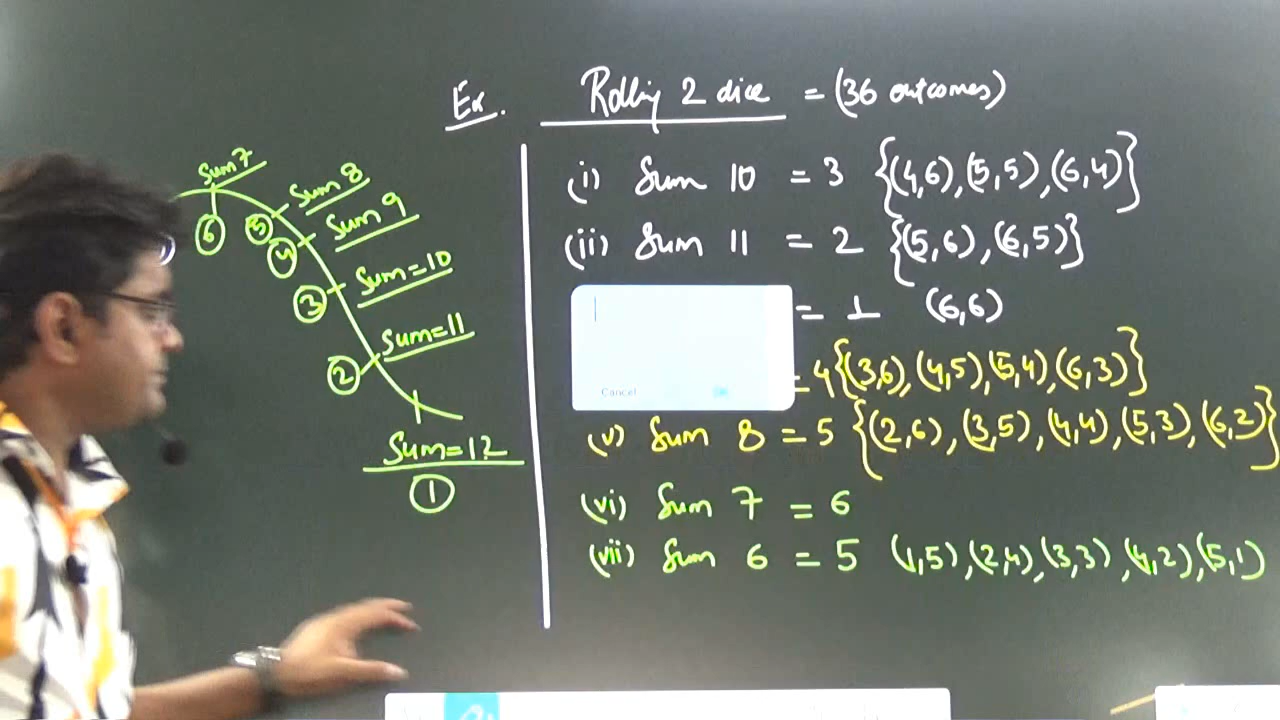 Ex. Rolling 2 dice = (36 outcomes)
(i) Sum 10 = 3 {(4,6),(5,5),(6,4)}
(ii) Sum 11 = 2 {(5,6),(6,5)}
= 1 (6,6)
= 4{(3,6),(4,5),(5,4),(6,3)}
(v) Sum 8 = 5 {(2,6),(3,5),(4,4),(5,3),(6,2)}
(vi) Sum 7 = 6
(vii) Sum 6 = 5 (1,5),(2,4),(3,3),(4,2),(5,1)
Sum 7
6
Sum 8
5
Sum 9
4
Sum=10
3
Sum=11
2
Sum=12
1
Cancel